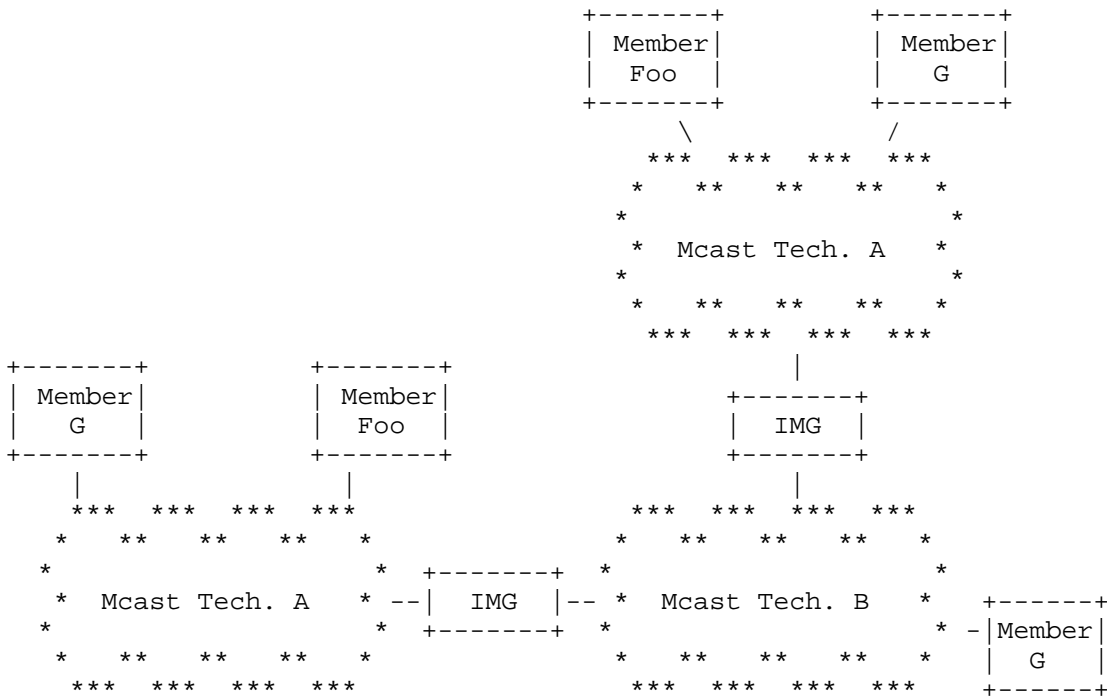 Member
Foo
Member
G
Mcast Tech. A
Member
G
Member
Foo
IMG
Mcast Tech. A
IMG
Mcast Tech. B
Member
G